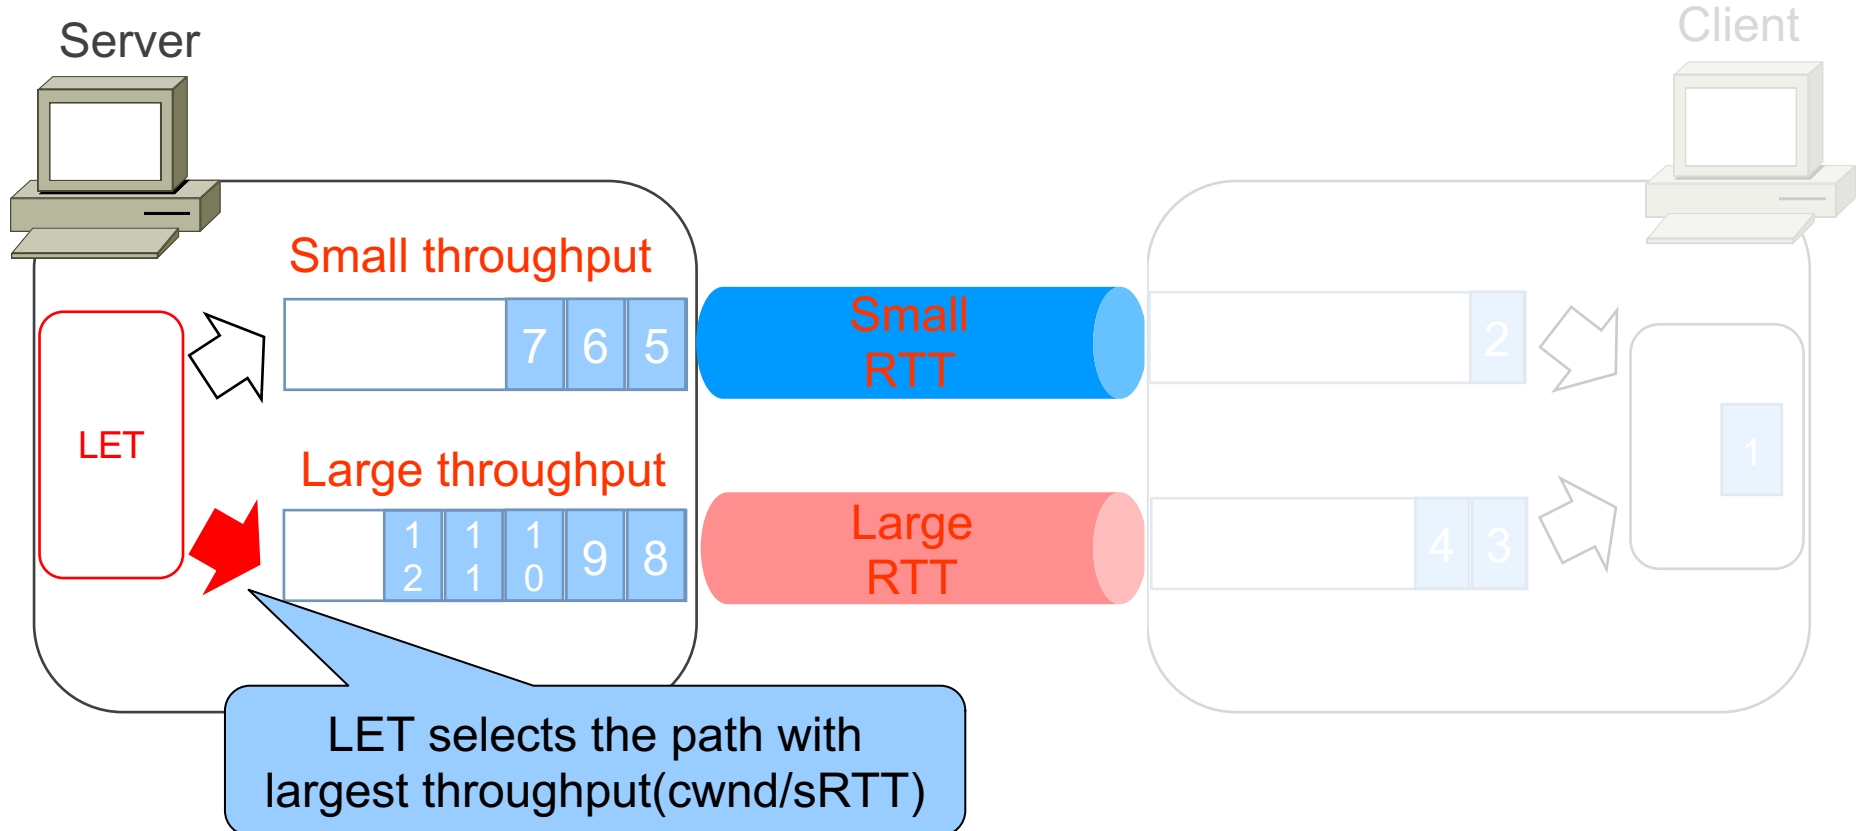 Server
Client
Small throughput
7 6 5
Small
RTT
2
LET
1
Large throughput
1 1 1
2 1 0
9 8
Large
RTT
4 3
LET selects the path with
largest throughput(cwnd/sRTT)